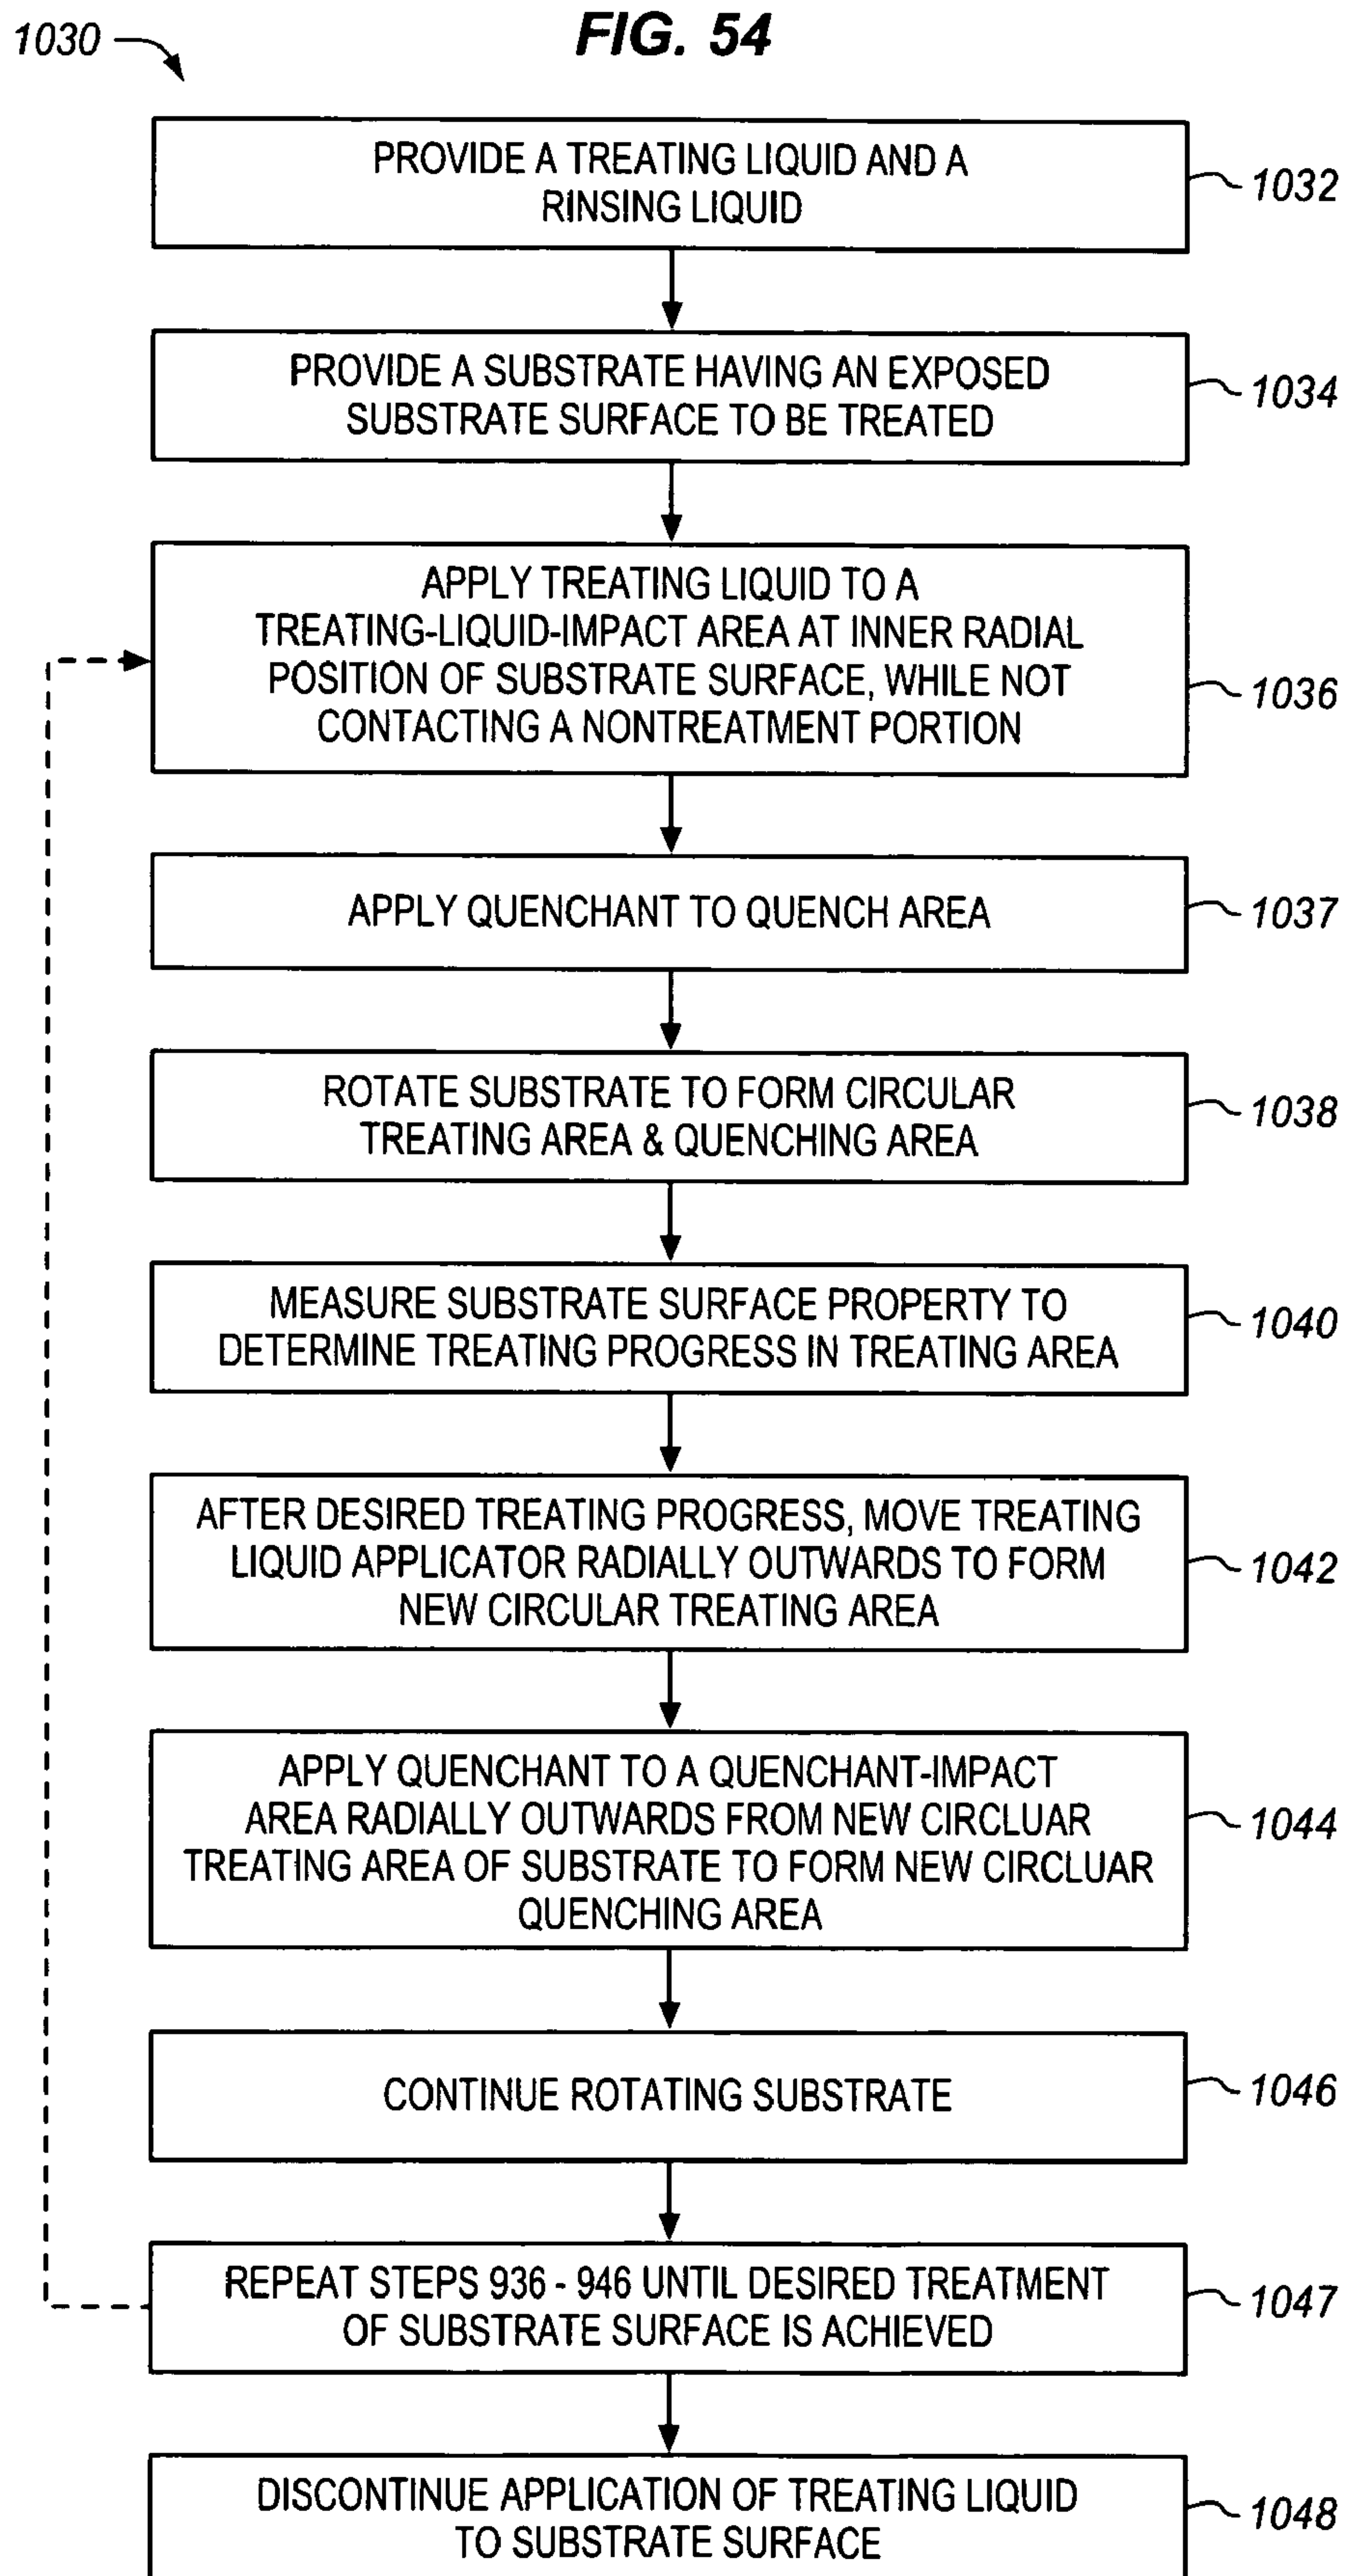 FIG. 54
1030
PROVIDE A TREATING LIQUID AND A
RINSING LIQUID
1032
PROVIDE A SUBSTRATE HAVING AN EXPOSED
SUBSTRATE SURFACE TO BE TREATED
1034
APPLY TREATING LIQUID TO A
TREATING-LIQUID-IMPACT AREA AT INNER RADIAL
POSITION OF SUBSTRATE SURFACE, WHILE NOT
CONTACTING A NONTREATMENT PORTION
1036
APPLY QUENCHANT TO QUENCH AREA
1037
ROTATE SUBSTRATE TO FORM CIRCULAR
TREATING AREA & QUENCHING AREA
1038
MEASURE SUBSTRATE SURFACE PROPERTY TO
DETERMINE TREATING PROGRESS IN TREATING AREA
1040
AFTER DESIRED TREATING PROGRESS, MOVE TREATING
LIQUID APPLICATOR RADIALLY OUTWARDS TO FORM
NEW CIRCULAR TREATING AREA
1042
APPLY QUENCHANT TO A QUENCHANT-IMPACT
AREA RADIALLY OUTWARDS FROM NEW CIRCLUAR
TREATING AREA OF SUBSTRATE TO FORM NEW CIRCLUAR
QUENCHING AREA
1044
CONTINUE ROTATING SUBSTRATE
1046
REPEAT STEPS 936 - 946 UNTIL DESIRED TREATMENT
OF SUBSTRATE SURFACE IS ACHIEVED
1047
DISCONTINUE APPLICATION OF TREATING LIQUID
TO SUBSTRATE SURFACE
1048